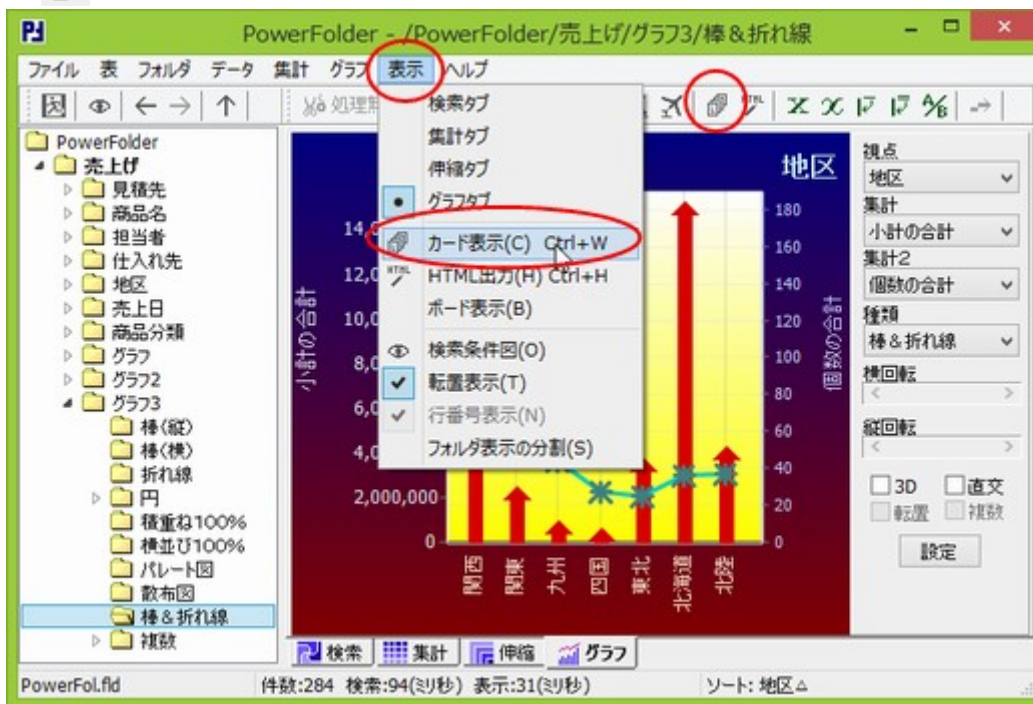 PowerFolder - /PowerFolder/売上げ/グラフ3/棒&折れ線
ファイル 表 フォルダ データ 集計 グラフ 表示 ヘルプ
処理
PowerFolder
売上げ
見積先
商品名
担当者
仕入れ先
地区
売上日
商品分類
グラフ
グラフ2
グラフ3
棒(縦)
棒(横)
折れ線
円
積重ね100%
横並び100%
パレート図
散布図
棒&折れ線
複数
検索タブ
集計タブ
伸縮タブ
グラフタブ
カード表示(C) Ctrl+W
HTML出力(H) Ctrl+H
ボード表示(B)
検索条件図(O)
転置表示(T)
行番号表示(N)
フォルダ表示の分割(S)
地区
小計の合計
14,0
12,0
10,0
8,0
6,0
4,0
2,000,000
0
180
160
140
120
100
80
60
40
20
0
個数の合計
関西
関東
九州
四国
東北
北海道
北陸
視点
地区
集計
小計の合計
集計2
個数の合計
種類
棒&折れ線
横回転
縦回転
3D 直交
転置 複数
設定
検索 集計 伸縮 グラフ
PowerFol.fld 件数:284 検索:94(ミリ秒) 表示:31(ミリ秒) ソート: 地区△